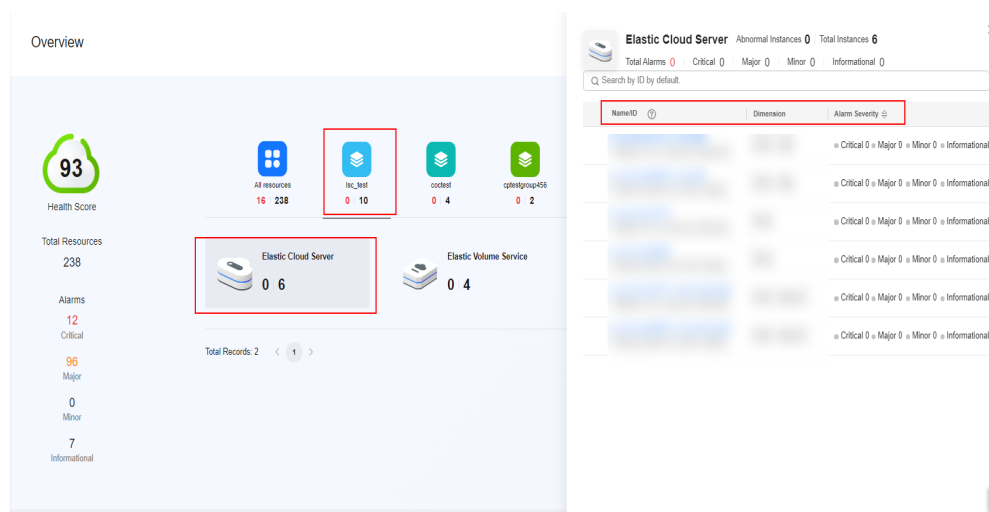 Overview
93
Health Score
Total Resources
238
Alarms
12
Critical
96
Major
0
Minor
7
Informational
All resources
16 238
lsc_test
0 10
coctest
0 4
cptestgroup456
0 2
Elastic Cloud Server
0 6
Elastic Volume Service
0 4
Total Records: 2 < 1 >
Elastic Cloud Server Abnormal Instances 0 Total Instances 6
Total Alarms 0 Critical 0 Major 0 Minor 0 Informational 0
Search by ID by default.
Name/ID ? Dimension Alarm Severity
Critical 0 Major 0 Minor 0 Informational
Critical 0 Major 0 Minor 0 Informational
Critical 0 Major 0 Minor 0 Informational
Critical 0 Major 0 Minor 0 Informational
Critical 0 Major 0 Minor 0 Informational
Critical 0 Major 0 Minor 0 Informational